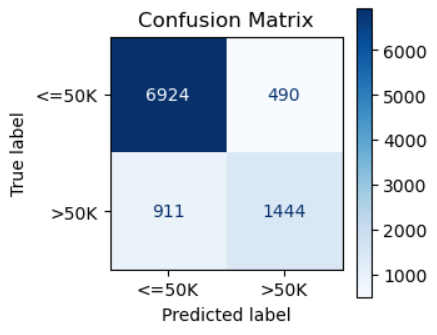 Confusion Matrix
<=50K
6924
490
>50K
911
1444
<=50K
>50K
Predicted label
True label
6000
5000
4000
3000
2000
1000